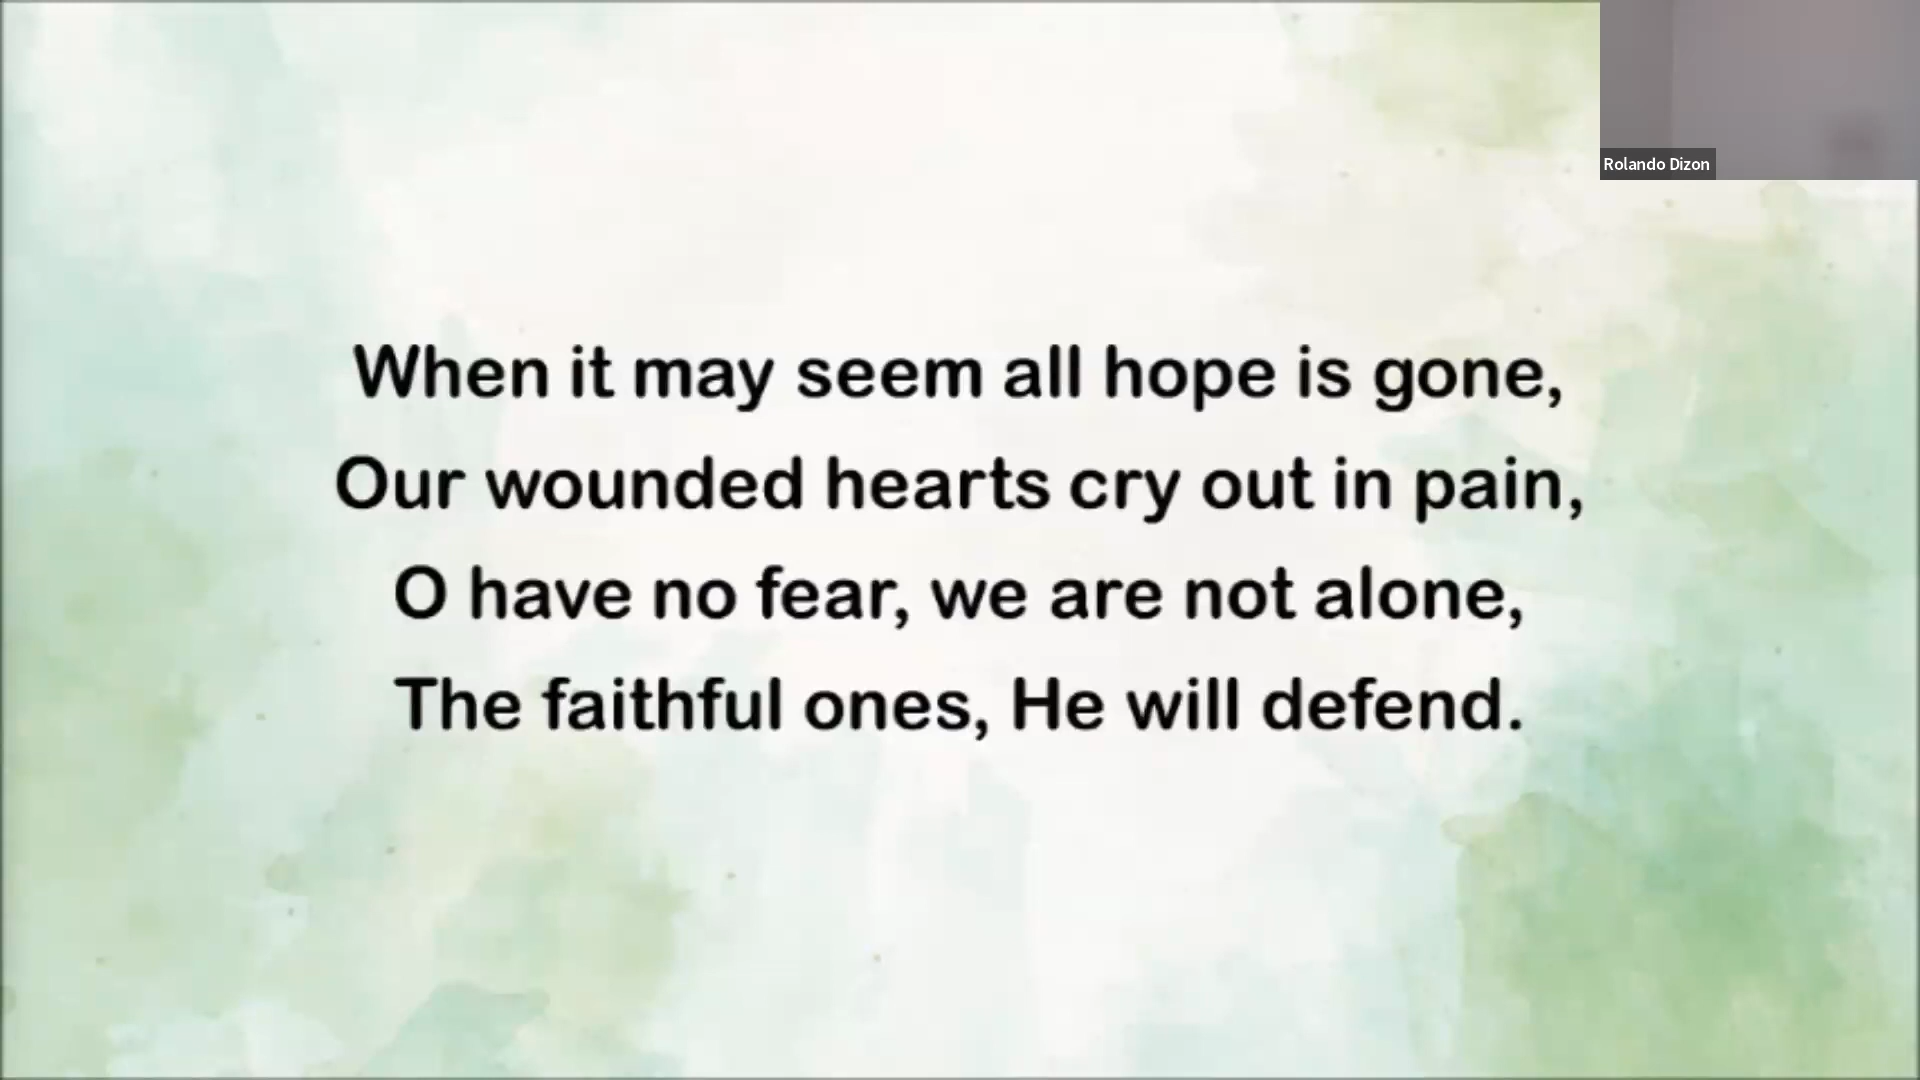 Rolando Dizon
When it may seem all hope is gone,
Our wounded hearts cry out in pain,
O have no fear, we are not alone,
The faithful ones, He will defend.